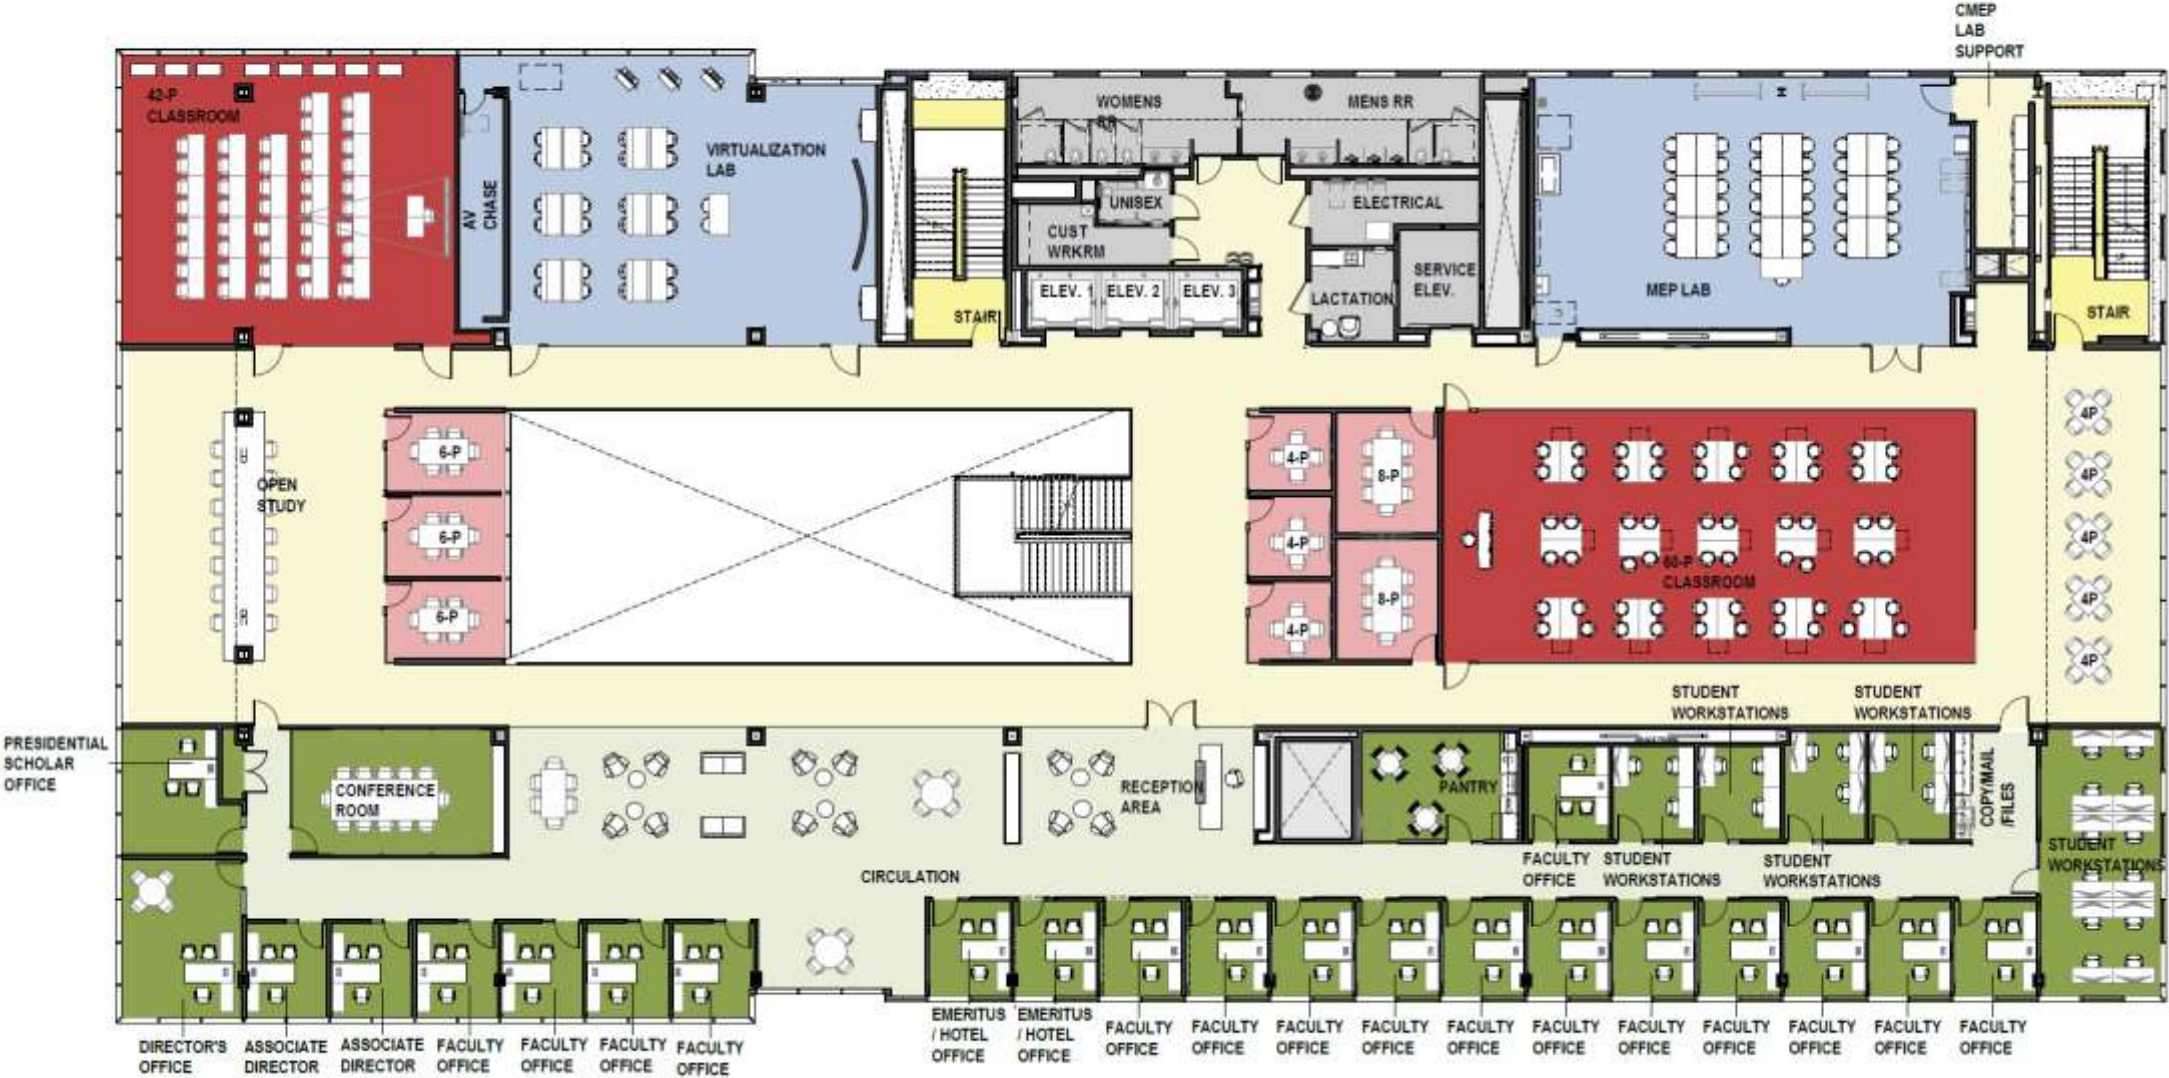 CMEP
LAB
SUPPORT
42-P
CLASSROOM
AV
CHASE
VIRTUALIZATION
LAB
STAIR
WOMENS
RR
MENS RR
UNISEX
CUST
WRKRM
ELECTRICAL
ELEV. 1
ELEV. 2
ELEV. 3
LACTATION
SERVICE
ELEV.
MEP LAB
STAIR
OPEN
STUDY
6-P
6-P
6-P
4-P
4-P
4-P
8-P
8-P
CLASSROOM
4P
4P
4P
4P
4P
STUDENT
WORKSTATIONS
STUDENT
WORKSTATIONS
PRESIDENTIAL
SCHOLAR
OFFICE
CONFERENCE
ROOM
RECEPTION
AREA
PANTRY
COPY/MAIL
/FILES
CIRCULATION
FACULTY
OFFICE
STUDENT
WORKSTATIONS
STUDENT
WORKSTATIONS
STUDENT
WORKSTATIONS
DIRECTOR'S
OFFICE
ASSOCIATE
DIRECTOR
ASSOCIATE
DIRECTOR
FACULTY
OFFICE
FACULTY
OFFICE
FACULTY
OFFICE
FACULTY
OFFICE
EMERITUS
/ HOTEL
OFFICE
EMERITUS
/ HOTEL
OFFICE
FACULTY
OFFICE
FACULTY
OFFICE
FACULTY
OFFICE
FACULTY
OFFICE
FACULTY
OFFICE
FACULTY
OFFICE
FACULTY
OFFICE
FACULTY
OFFICE
FACULTY
OFFICE
FACULTY
OFFICE
FACULTY
OFFICE